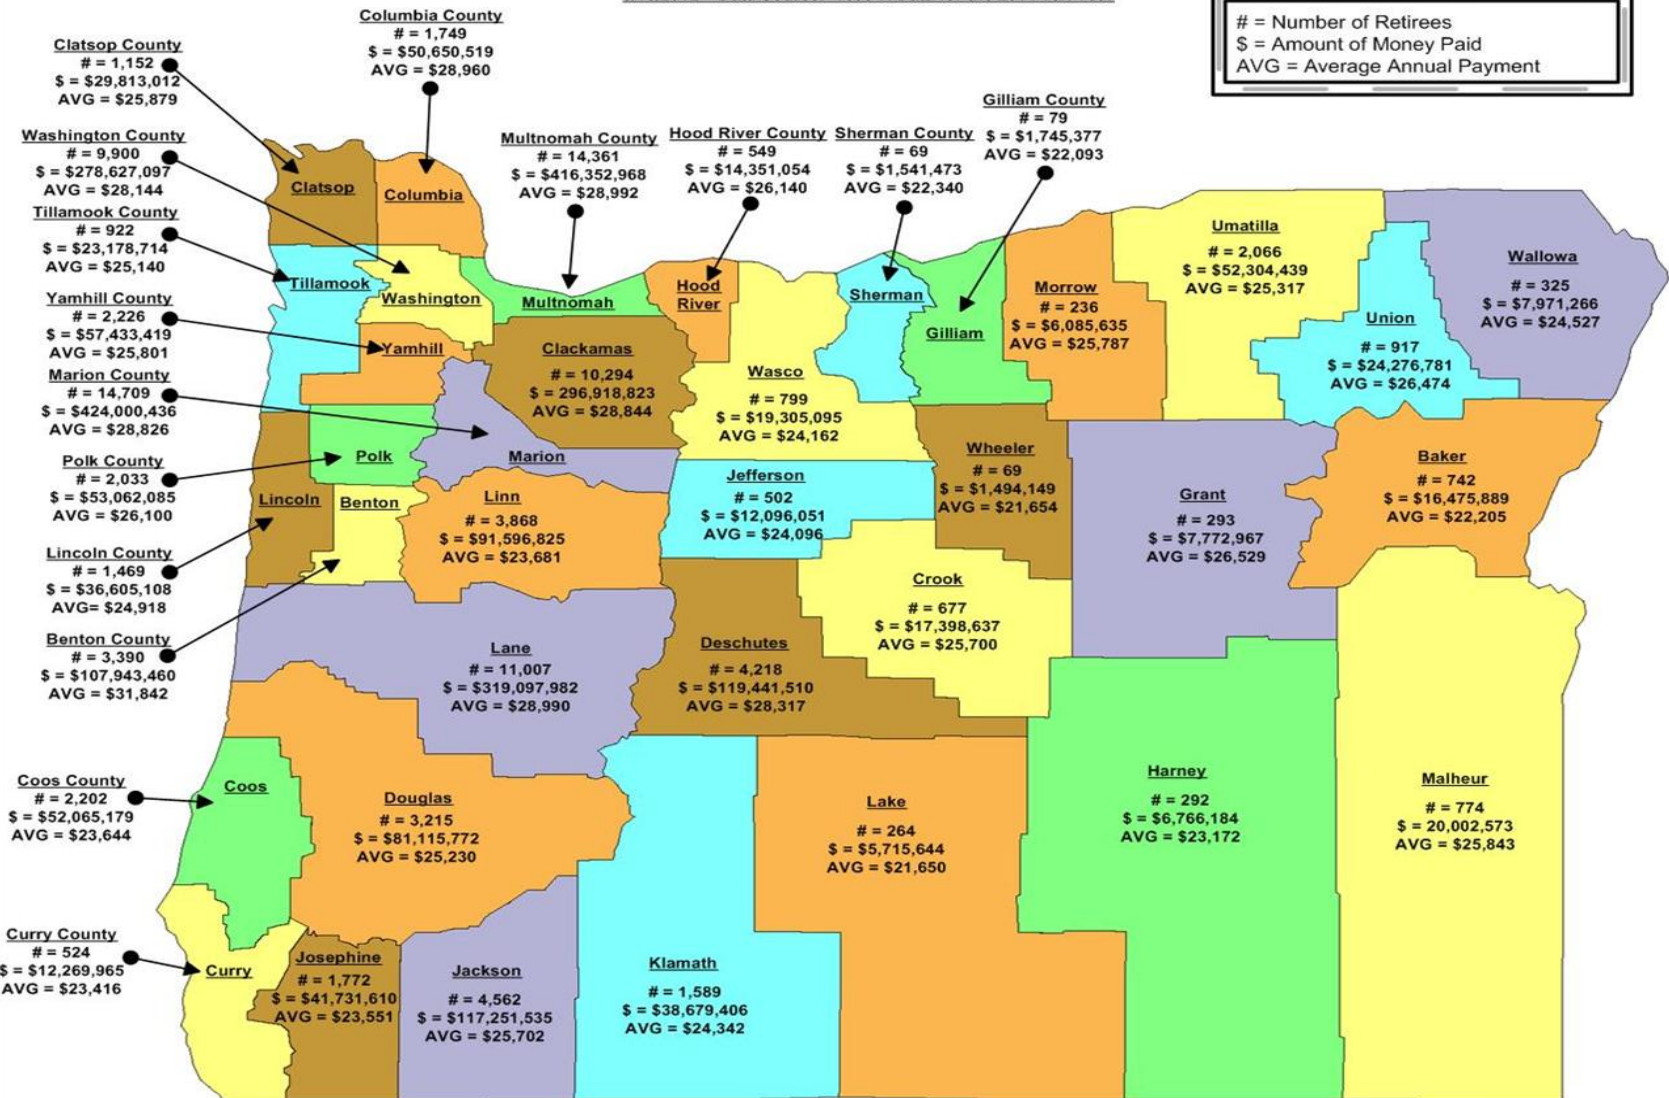 # = Number of Retirees
$ = Amount of Money Paid
AVG = Average Annual Payment
Columbia County
# = 1,749
$ = $50,650,519
AVG = $28,960
Clatsop County
# = 1,152
$ = $29,813,012
AVG = $25,879
Washington County
# = 9,900
$ = $278,627,097
AVG = $28,144
Tillamook County
# = 922
$ = $23,178,714
AVG = $25,140
Yamhill County
# = 2,226
$ = $57,433,419
AVG = $25,801
Marion County
# = 14,709
$ = $424,000,436
AVG = $28,826
Polk County
# = 2,033
$ = $53,062,085
AVG = $26,100
Lincoln County
# = 1,469
$ = $36,605,108
AVG= $24,918
Benton County
# = 3,390
$ = $107,943,460
AVG = $31,842
Coos County
# = 2,202
$ = $52,065,179
AVG = $23,644
Curry County
# = 524
$ = $12,269,965
AVG = $23,416
Multnomah County
# = 14,361
$ = $416,352,968
AVG = $28,992
Hood River County
# = 549
$ = $14,351,054
AVG = $26,140
Sherman County
# = 69
$ = $1,541,473
AVG = $22,340
Gilliam County
# = 79
$ = $1,745,377
AVG = $22,093
Clatsop
Columbia
Tillamook
Washington
Multnomah
Hood
River
Sherman
Gilliam
Yamhill
Clackamas
# = 10,294
$ = 296,918,823
AVG = $28,844
Wasco
# = 799
$ = $19,305,095
AVG = $24,162
Morrow
# = 236
$ = $6,085,635
AVG = $25,787
Umatilla
# = 2,066
$ = $52,304,439
AVG = $25,317
Union
# = 917
$ = $24,276,781
AVG = $26,474
Wallowa
# = 325
$ = $7,971,266
AVG = $24,527
Polk
Marion
Lincoln
Benton
Linn
# = 3,868
$ = $91,596,825
AVG = $23,681
Jefferson
# = 502
$ = $12,096,051
AVG = $24,096
Wheeler
# = 69
$ = $1,494,149
AVG = $21,654
Grant
# = 293
$ = $7,772,967
AVG = $26,529
Baker
# = 742
$ = $16,475,889
AVG = $22,205
Lane
# = 11,007
$ = $319,097,982
AVG = $28,990
Deschutes
# = 4,218
$ = $119,441,510
AVG = $28,317
Crook
# = 677
$ = $17,398,637
AVG = $25,700
Coos
Douglas
# = 3,215
$ = $81,115,772
AVG = $25,230
Lake
# = 264
$ = $5,715,644
AVG = $21,650
Harney
# = 292
$ = $6,766,184
AVG = $23,172
Malheur
# = 774
$ = 20,002,573
AVG = $25,843
Curry
Josephine
# = 1,772
$ = $41,731,610
AVG = $23,551
Jackson
# = 4,562
$ = $117,251,535
AVG = $25,702
Klamath
# = 1,589
$ = $38,679,406
AVG = $24,342